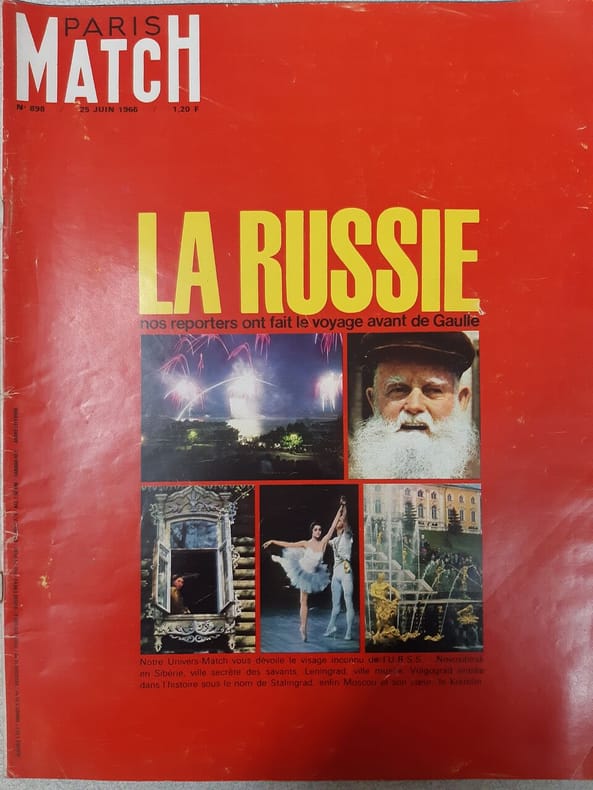 PARIS
MATCH
N° 898 / 25 JUIN 1966 / 1,20 F
LA RUSSIE
nos reporters ont fait le voyage avant de Gaulle
Notre Univers-Match vous dévoile le visage inconnu de l'U.R.S.S.
en Sibérie, ville secrète des savants, Leningrad, ville musée, Volgograd entrée
dans l'histoire sous le nom de Stalingrad, enfin Moscou et son cœur, le Kremlin